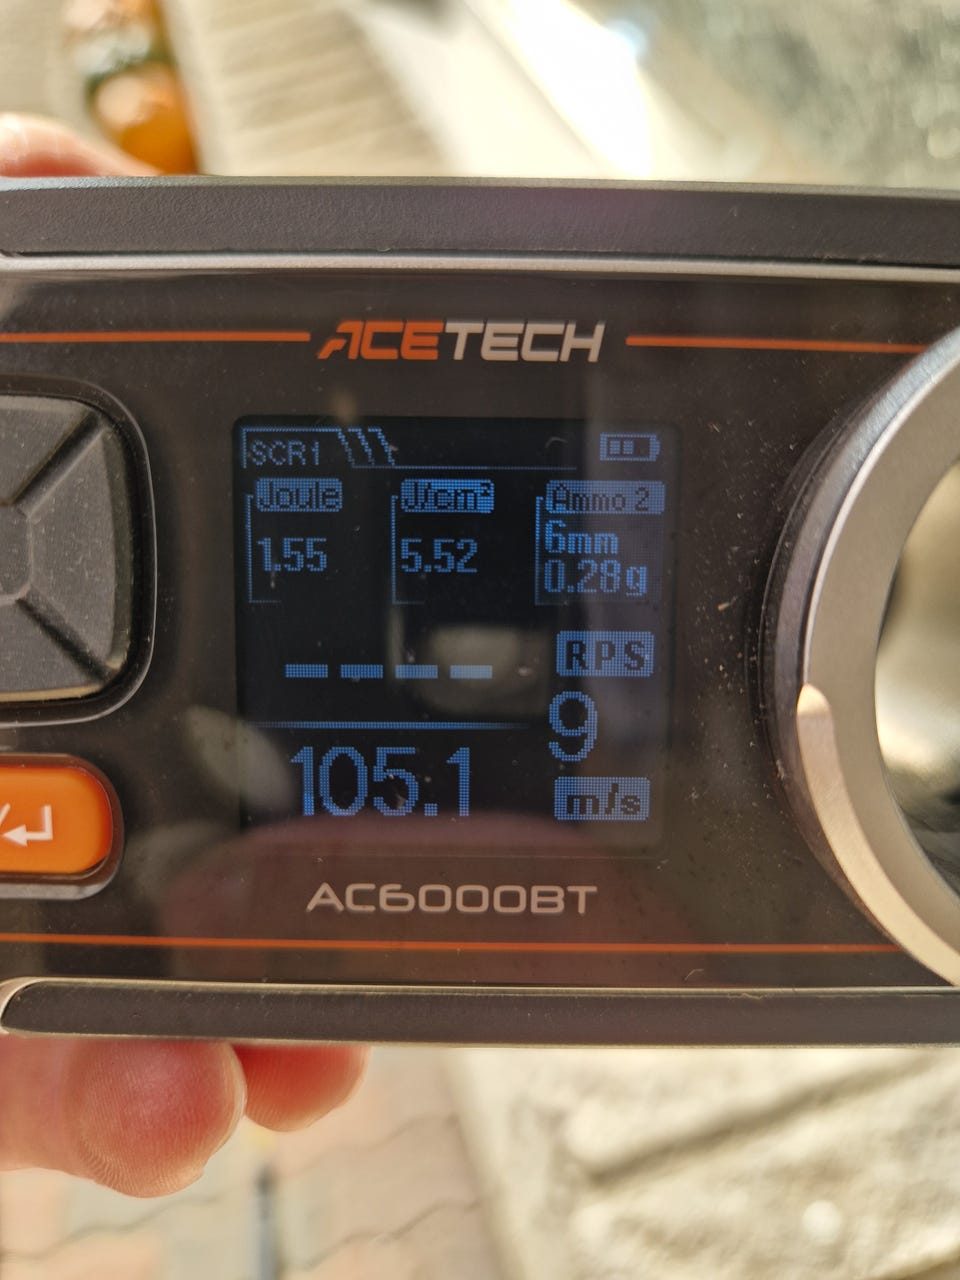 ACETECH
SCR1
Joule
J/cm²
Ammo 2
1.55
5.52
6mm
0.28g
RPS
----
9
105.1
m/s
AC6000BT